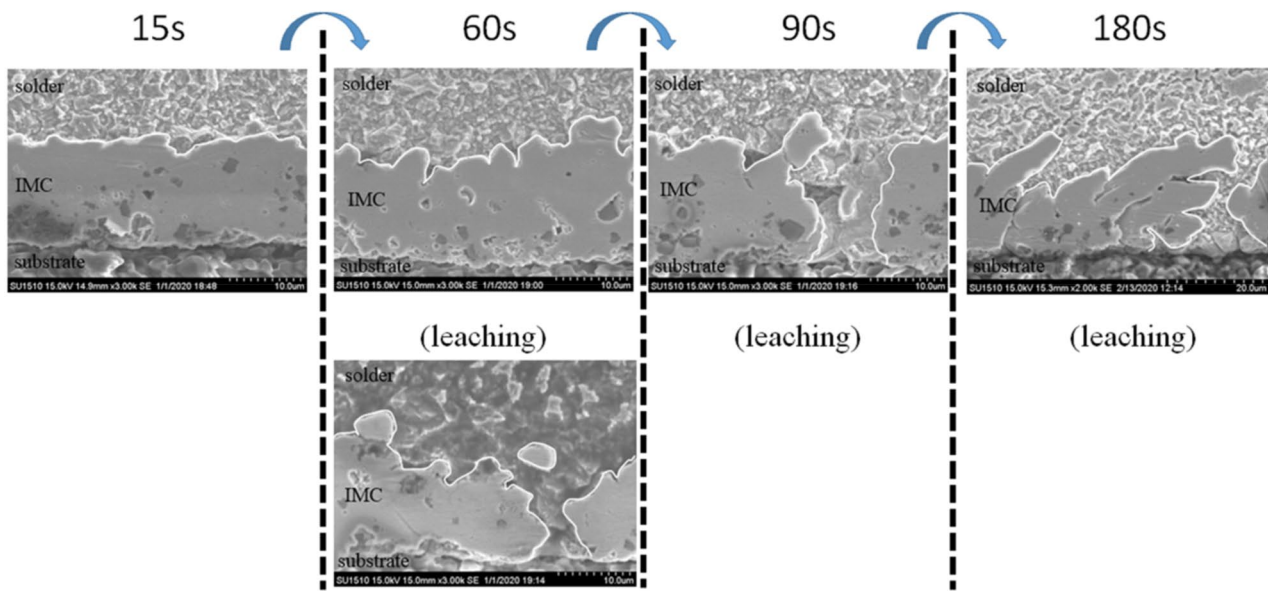 15s
60s
90s
180s
solder
IMC
substrate
SU1510 15.0kV 14.9mm x3.00k SE 1/1/2020 18:48 10.0um
solder
IMC
substrate
SU1510 15.0kV 15.0mm x3.00k SE 1/1/2020 19:00 10.0um
solder
IMC
substrate
SU1510 15.0kV 15.0mm x3.00k SE 1/1/2020 19:16 10.0um
solder
IMC
substrate
SU1510 15.0kV 15.3mm x2.00k SE 2/13/2020 12:14 20.0um
(leaching)
(leaching)
(leaching)
solder
IMC
substrate
SU1510 15.0kV 15.0mm x3.00k SE 1/1/2020 19:14 10.0um